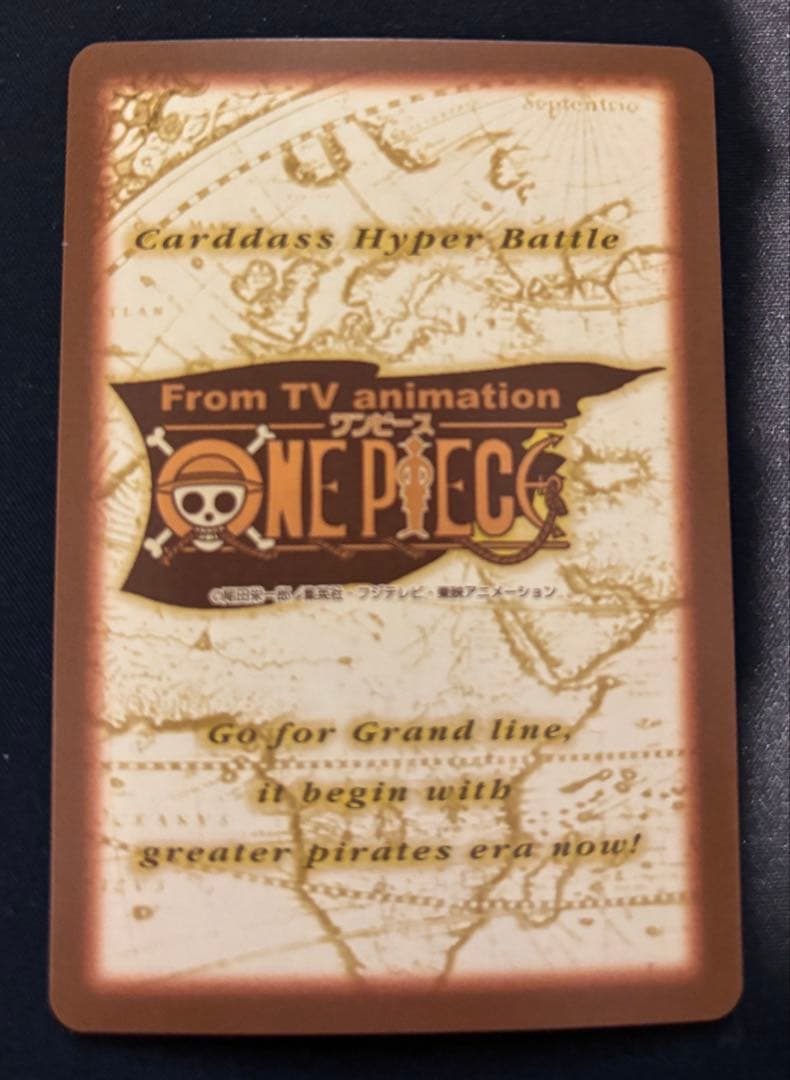 Septentrio
Carddass Hyper Battle
From TV animation
ワンピース
ONE PIECE
©尾田栄一郎/集英社・フジテレビ・東映アニメーション
Go for Grand line,
it begin with
greater pirates era now!